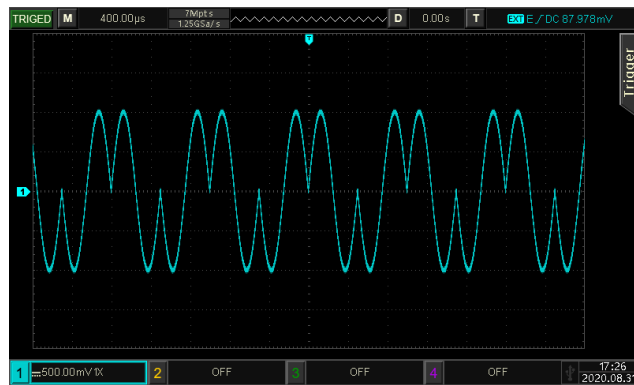 TRIGED M 400.00μs 7Mpts D 0.00s T EXT E DC 87.978mV
1.25GSa/s
T
Trigger
1
1 500.00mV 1X 2 OFF 3 OFF 4 OFF 17:26
2020.08.31